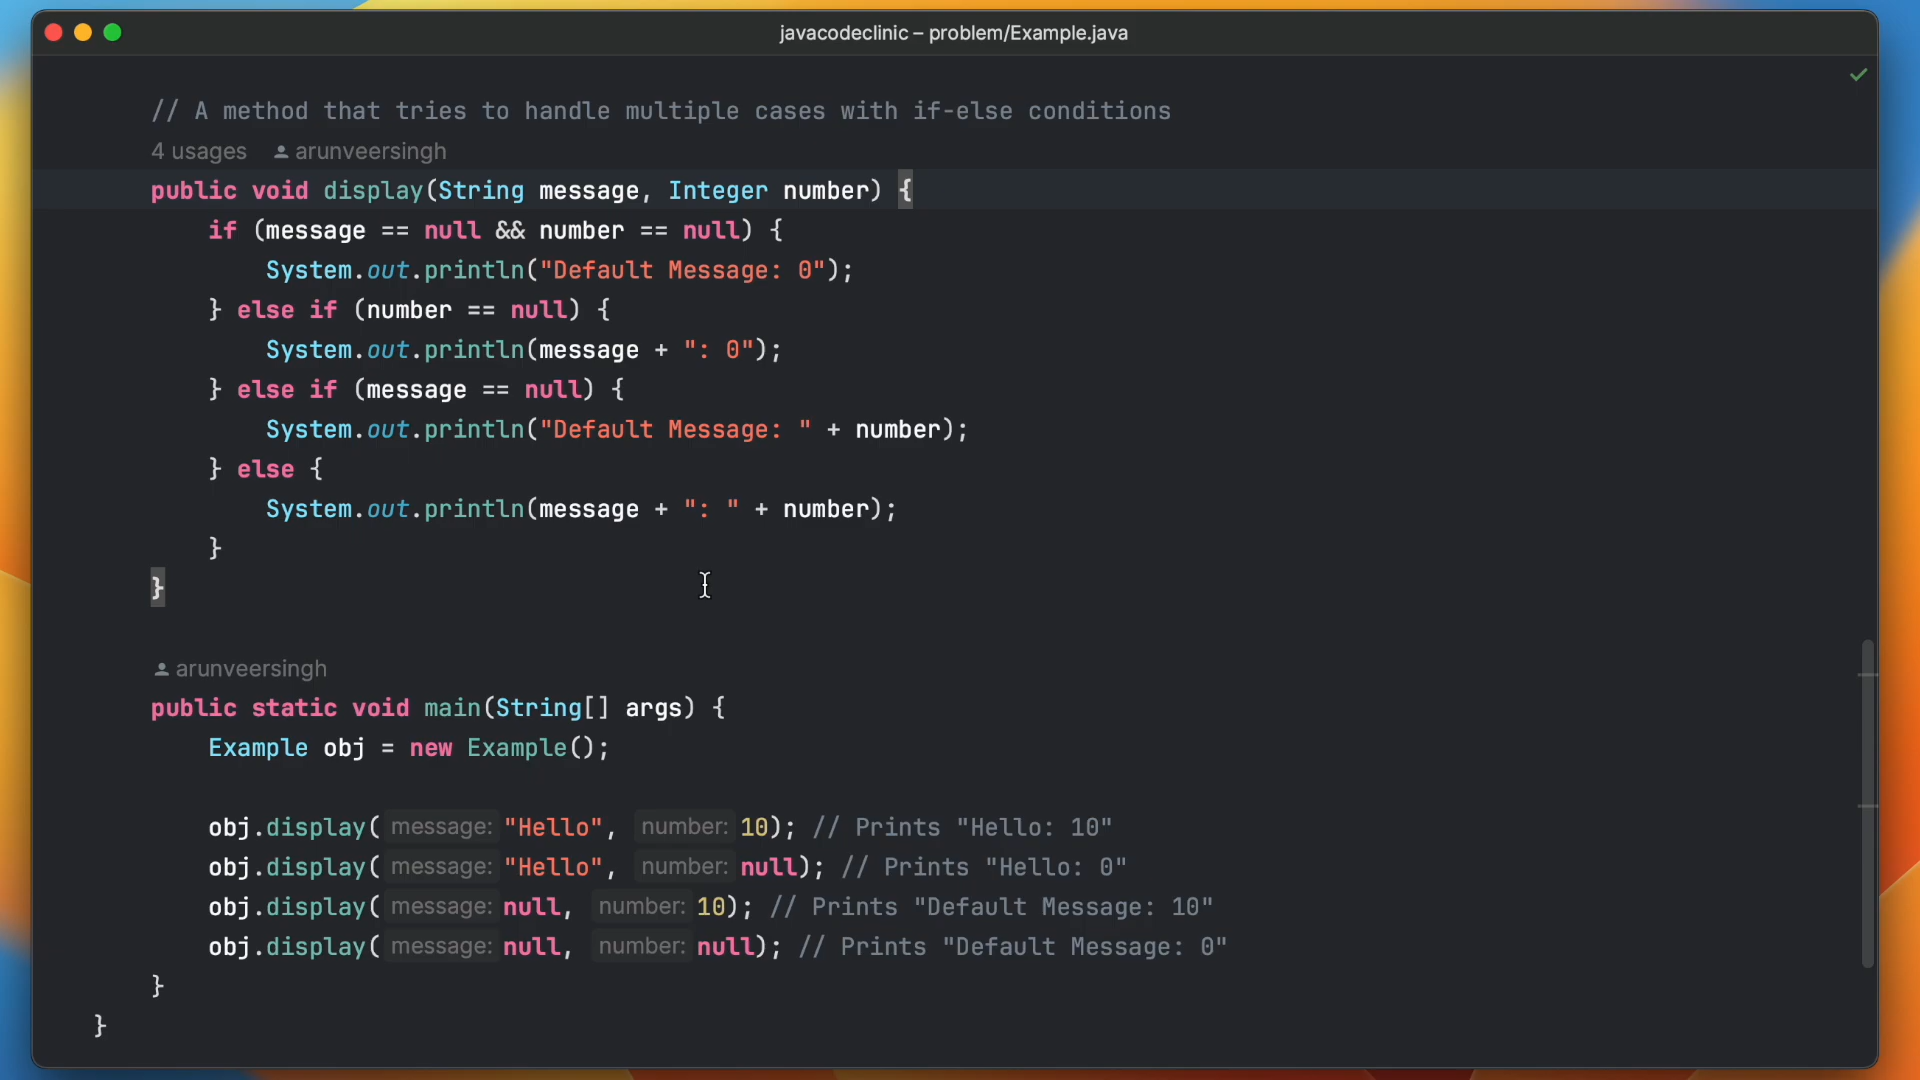 javacodeclinic – problem/Example.java
// A method that tries to handle multiple cases with if-else conditions
4 usages arunveersingh
public void display(String message, Integer number) {
if (message == null && number == null) {
System.out.println("Default Message: 0");
} else if (number == null) {
System.out.println(message + ": 0");
} else if (message == null) {
System.out.println("Default Message: " + number);
} else {
System.out.println(message + ": " + number);
}
}
arunveersingh
public static void main(String[] args) {
Example obj = new Example();
obj.display( message: "Hello", number: 10); // Prints "Hello: 10"
obj.display( message: "Hello", number: null); // Prints "Hello: 0"
obj.display( message: null, number: 10); // Prints "Default Message: 10"
obj.display( message: null, number: null); // Prints "Default Message: 0"
}
}